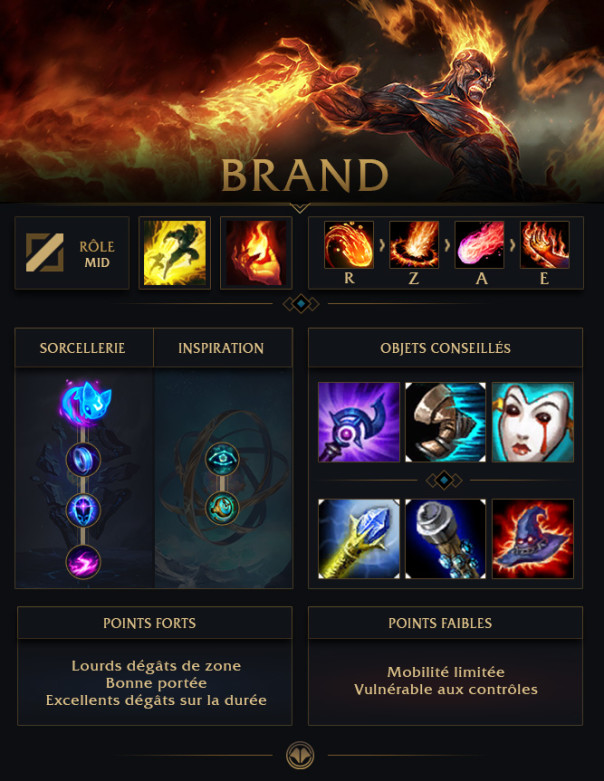 BRAND
RÔLE
MID
R Z A E
SORCELLERIE
INSPIRATION
OBJETS CONSEILLÉS
POINTS FORTS
Lourds dégâts de zone
Bonne portée
Excellents dégâts sur la durée
POINTS FAIBLES
Mobilité limitée
Vulnérable aux contrôles